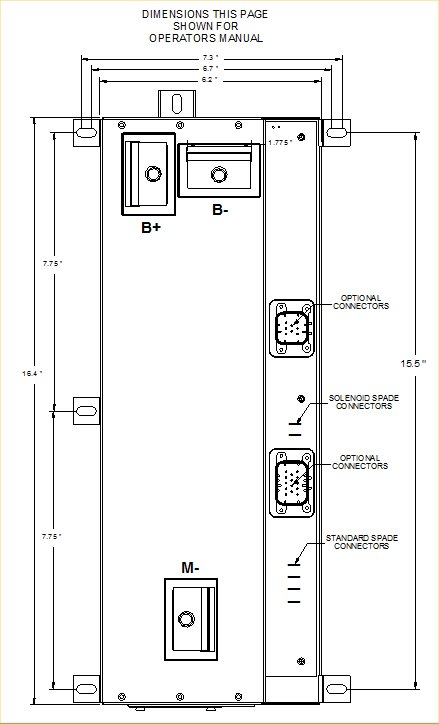 DIMENSIONS THIS PAGE
SHOWN FOR
OPERATORS MANUAL
7.3 "
6.7 "
6.2 "
1.775"
B+
B-
7.75 "
OPTIONAL
CONNECTORS
16.4 "
15.5"
SOLENOID SPADE
CONNECTORS
OPTIONAL
CONNECTORS
7.75 "
STANDARD SPADE
CONNECTORS
M-